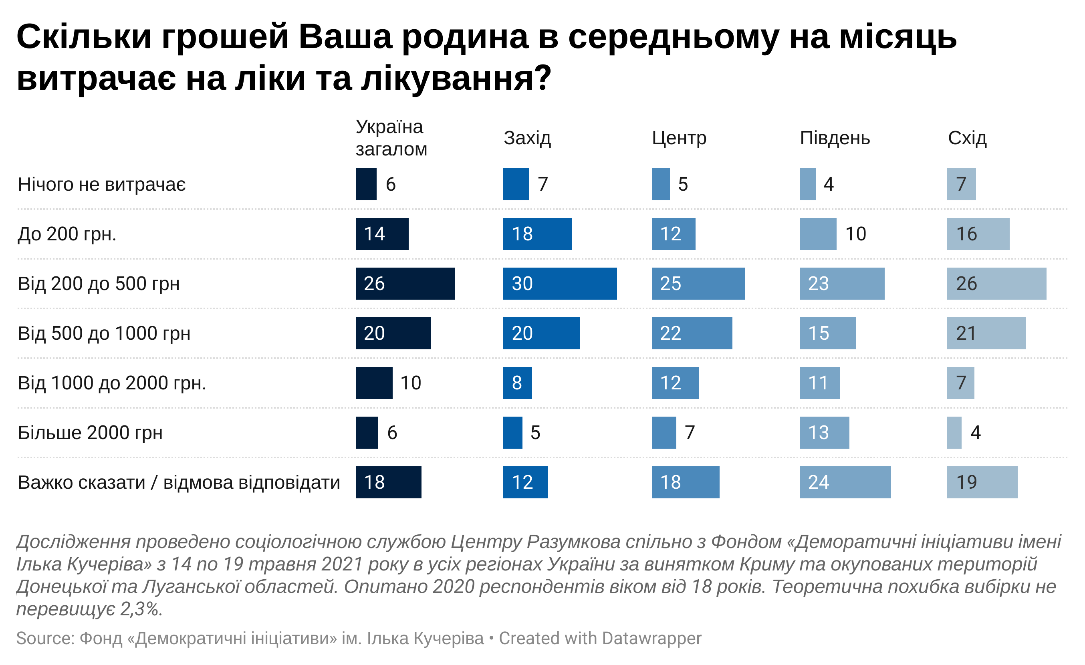 Скільки грошей Ваша родина в середньому на місяць
витрачає на ліки та лікування?
Україна
загалом Захід Центр Південь Схід
Нічого не витрачає 6 7 5 4 7
До 200 грн. 14 18 12 10 16
Від 200 до 500 грн 26 30 25 23 26
Від 500 до 1000 грн 20 20 22 15 21
Від 1000 до 2000 грн. 10 8 12 11 7
Більше 2000 грн 6 5 7 13 4
Важко сказати / відмова відповідати 18 12 18 24 19
Дослідження проведено соціологічною службою Центру Разумкова спільно з Фондом «Деморатичні ініціативи імені
Ілька Кучеріва» з 14 по 19 травня 2021 року в усіх регіонах України за винятком Криму та окупованих територій
Донецької та Луганської областей. Опитано 2020 респондентів віком від 18 років. Теоретична похибка вибірки не
перевищує 2,3%.
Source: Фонд «Демократичні ініціативи» ім. Ілька Кучеріва • Created with Datawrapper